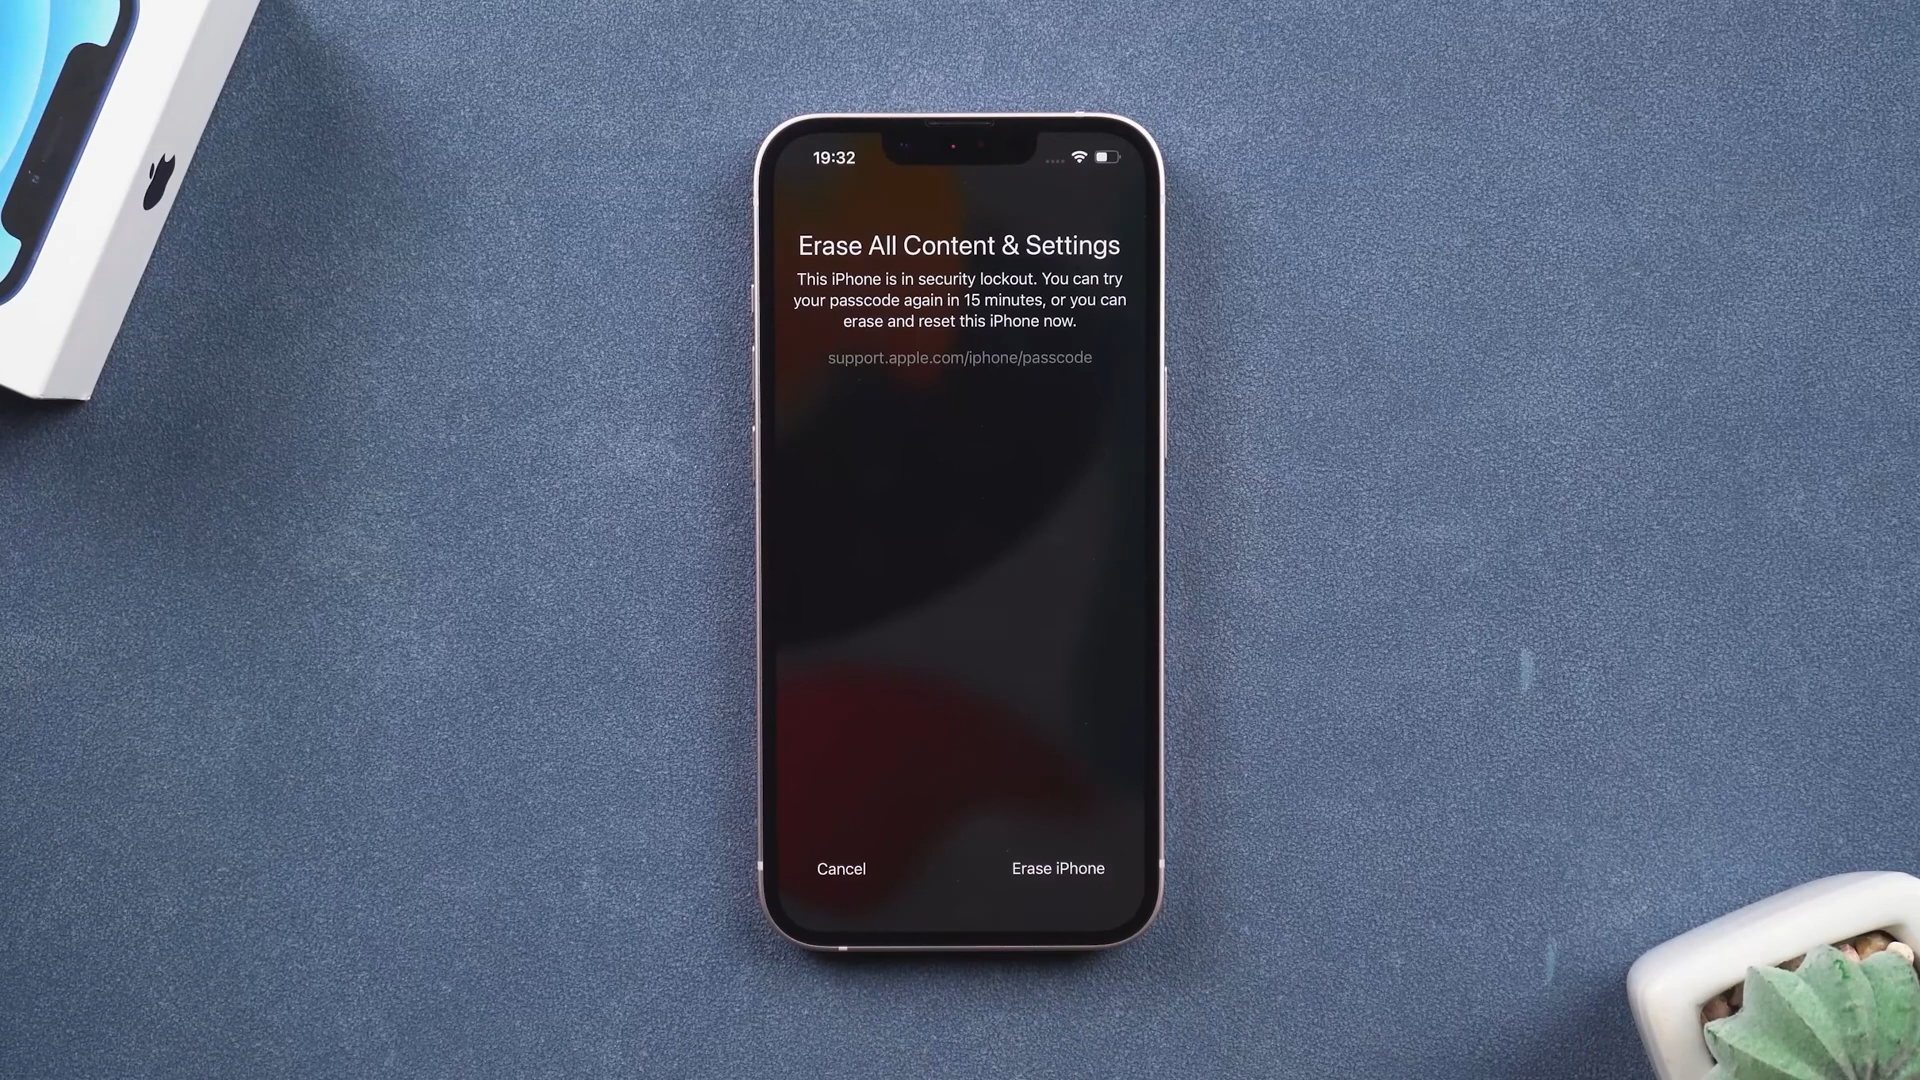 19:32
Erase All Content & Settings
This iPhone is in security lockout. You can try
your passcode again in 15 minutes, or you can
erase and reset this iPhone now.
support.apple.com/iphone/passcode
Cancel
Erase iPhone